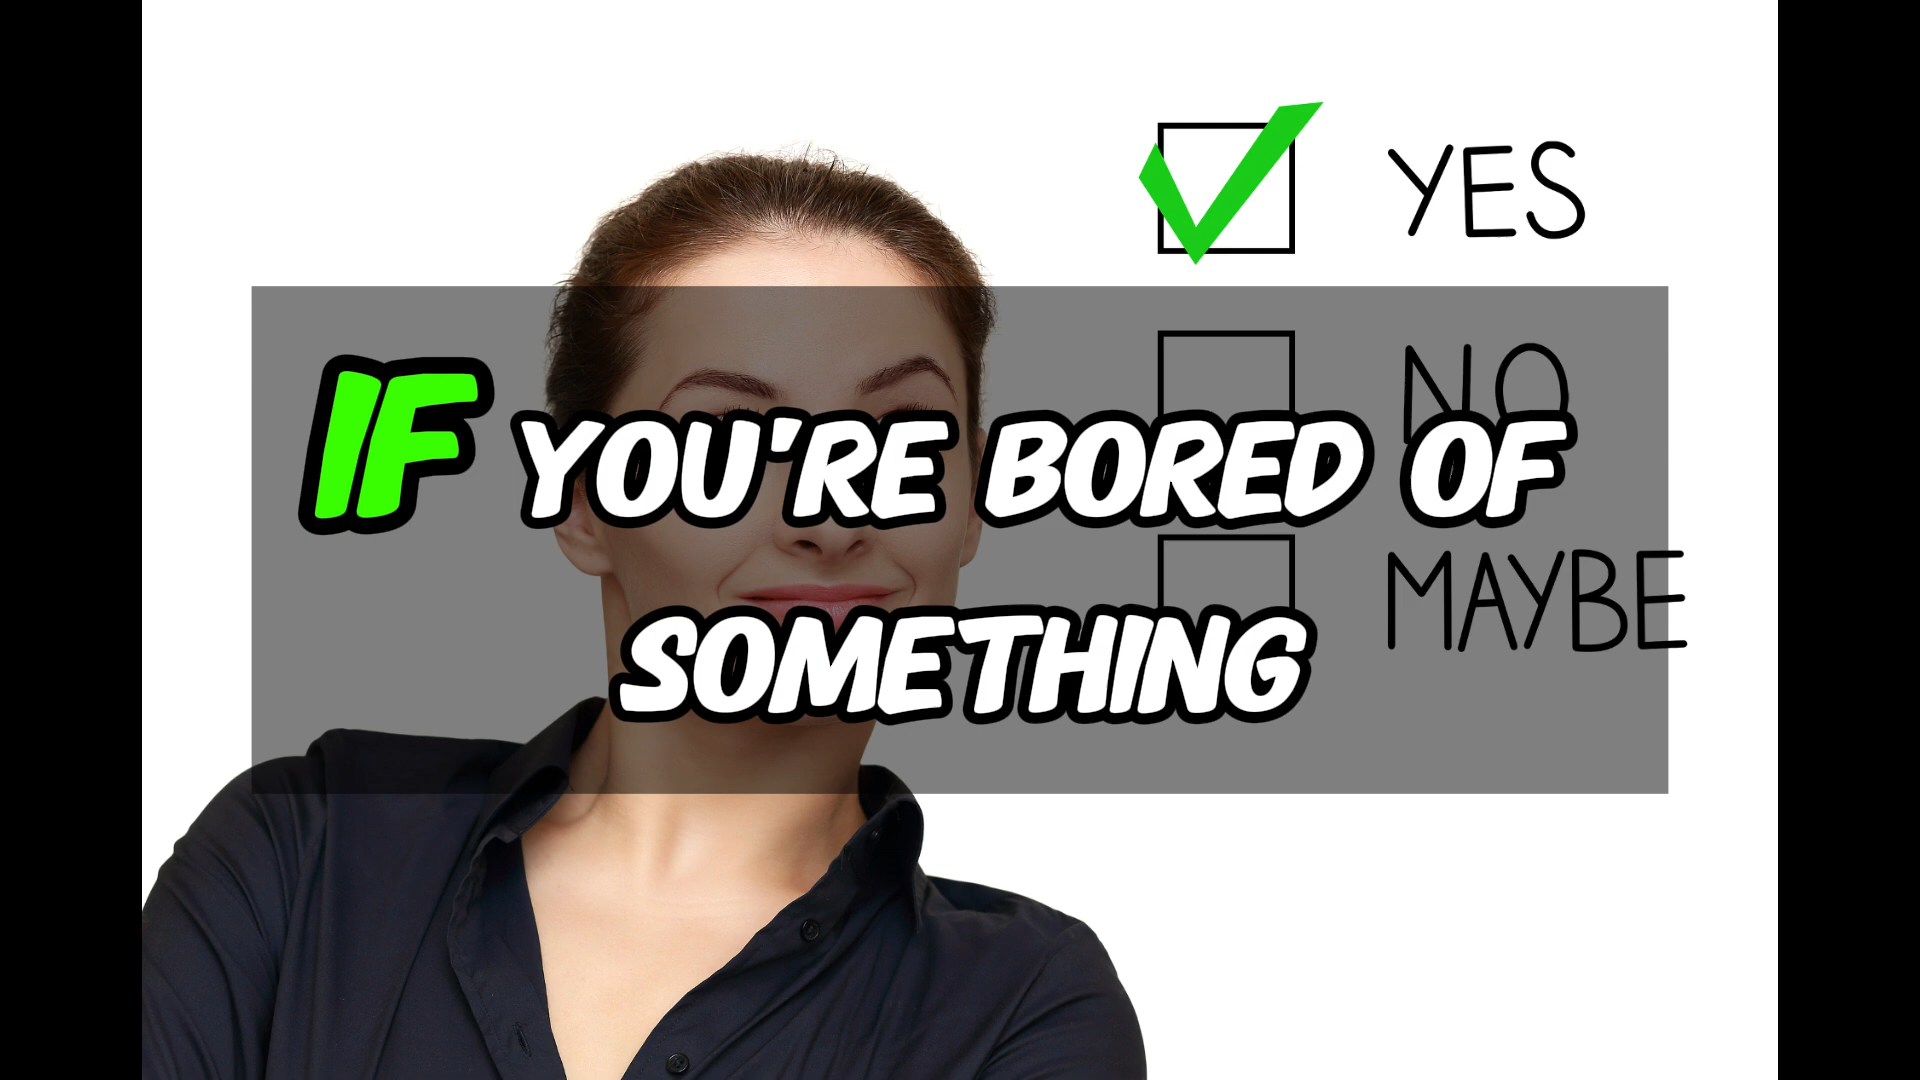 YES
NO
IF YOU'RE BORED OF
MAYBE
SOMETHING